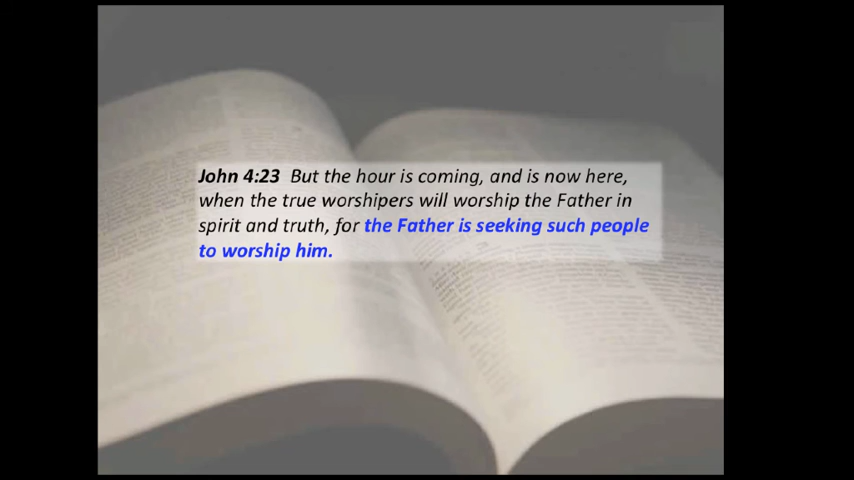 John 4:23 But the hour is coming, and is now here,
when the true worshipers will worship the Father in
spirit and truth, for the Father is seeking such people
to worship him.